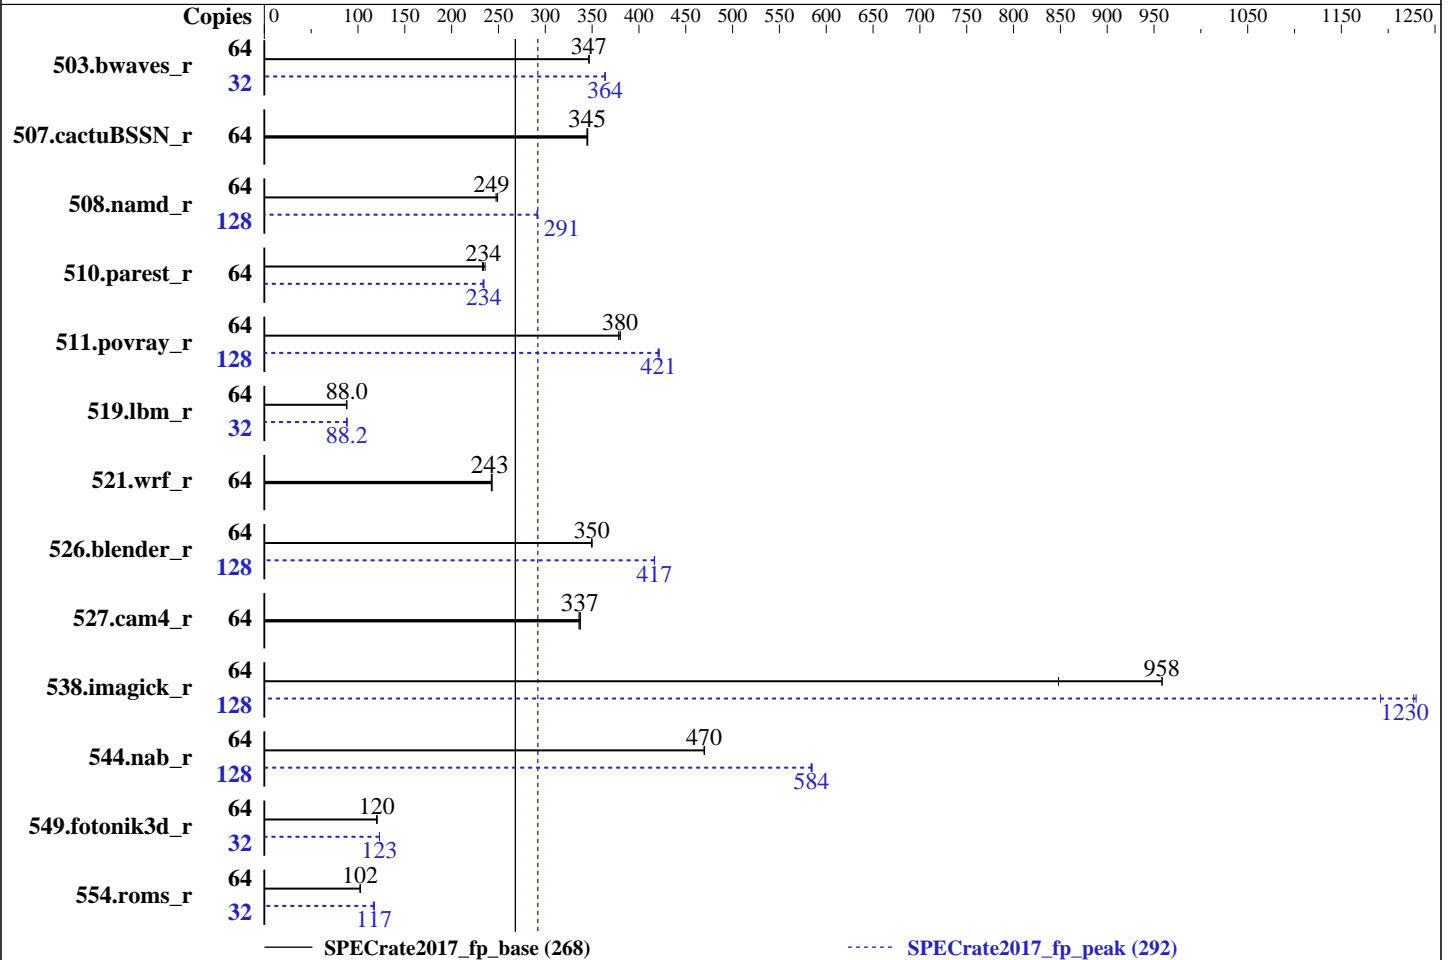 Copies 0 100 150 200 250 300 350 400 450 500 550 600 650 700 750 800 850 900 950 1050 1150 1250
503.bwaves_r 64 347
32 364
507.cactuBSSN_r 64 345
508.namd_r 64 249
128 291
510.parest_r 64 234
234
511.povray_r 64 380
128 421
519.lbm_r 64 88.0
32 88.2
521.wrf_r 64 243
526.blender_r 64 350
128 417
527.cam4_r 64 337
538.imagick_r 64 958
128 1230
544.nab_r 64 470
128 584
549.fotonik3d_r 64 120
32 123
554.roms_r 64 102
32 117
SPECrate2017_fp_base (268) SPECrate2017_fp_peak (292)